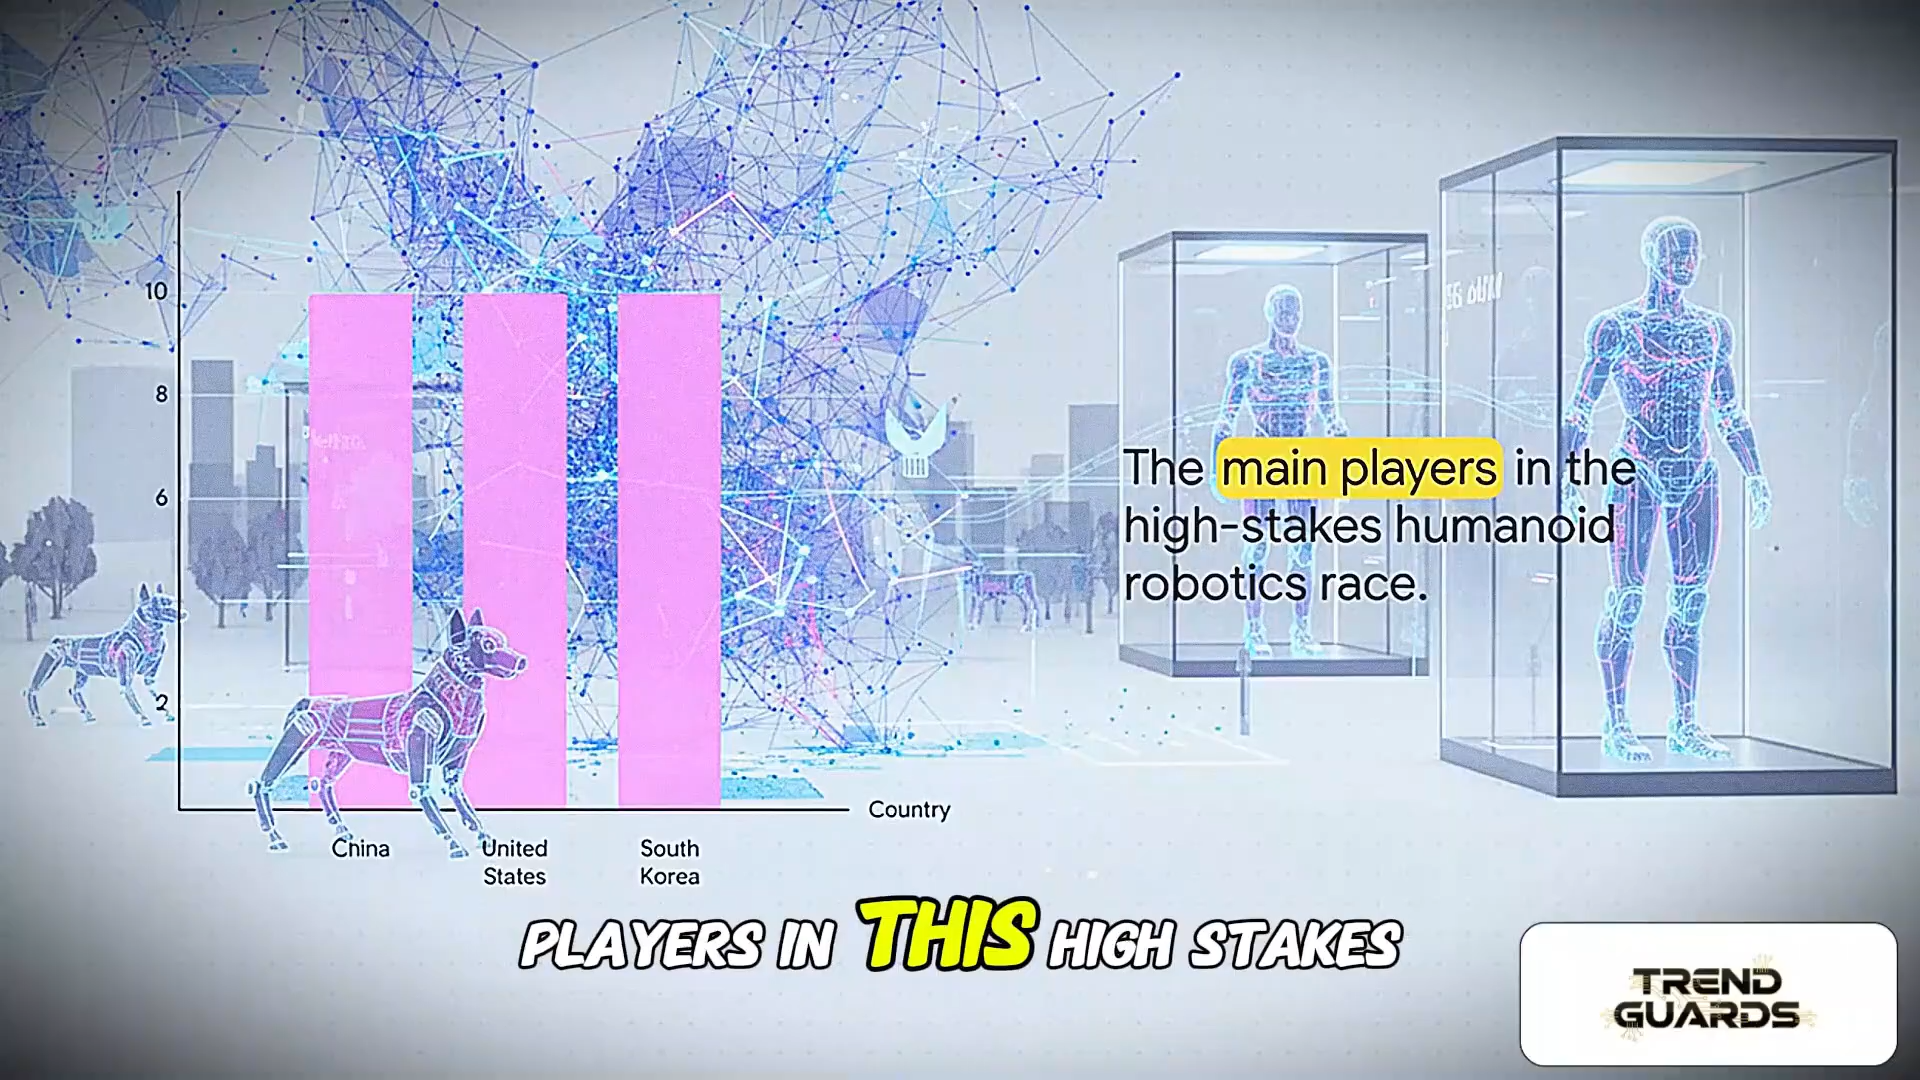 10
8
6
2
Country
China
United
States
South
Korea
The main players in the
high-stakes humanoid
robotics race.
PLAYERS IN THIS HIGH STAKES
TREND
GUARDS